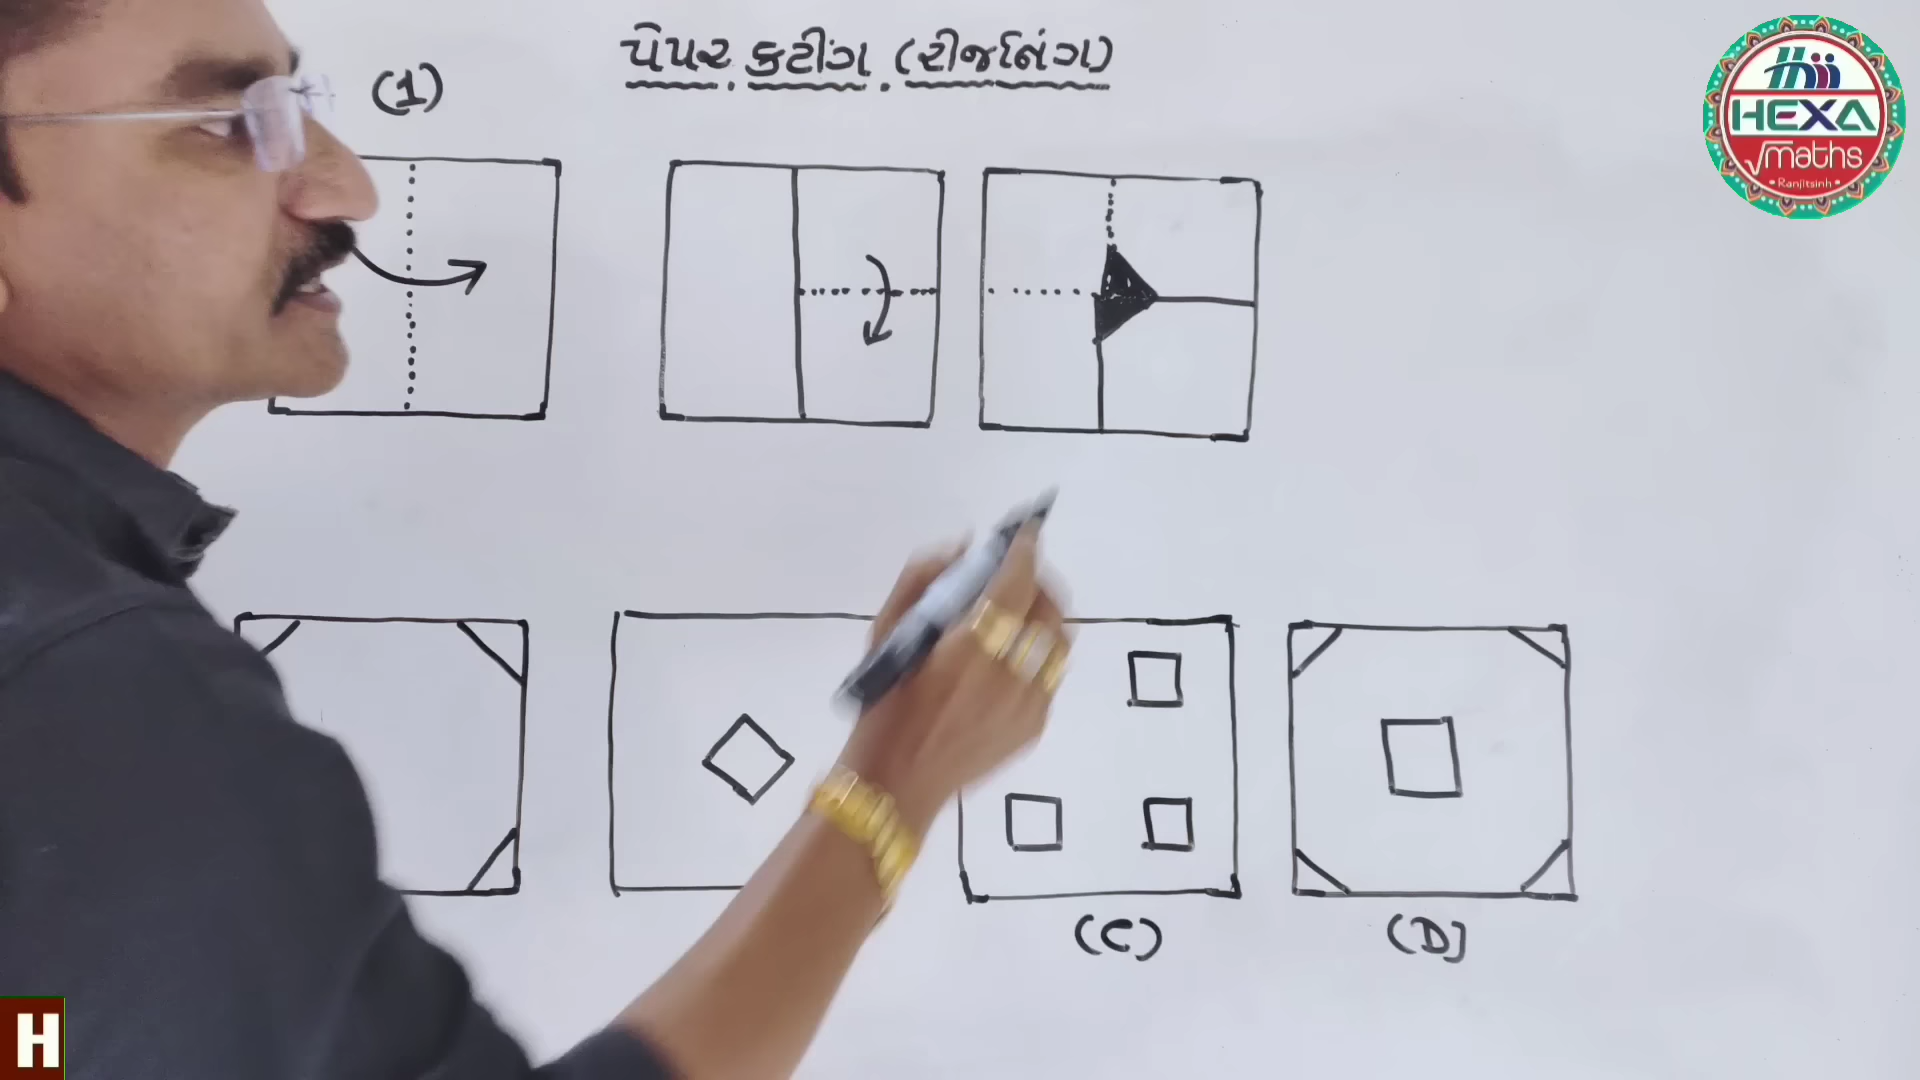 પેપર કટીંગ (રીઝનિંગ)
(1)
HEXA
√maths
• Ranjitsinh •
(C)
(D)
H